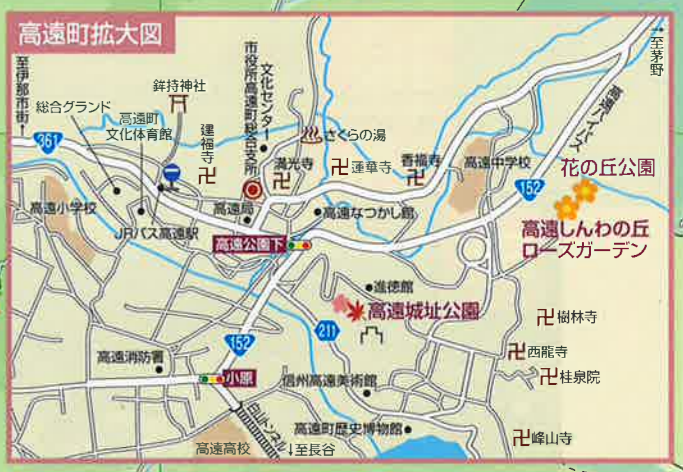 高遠町拡大図
→至茅野
至伊那市街←
361
総合グランド
鉾持神社
高遠町
文化体育館
建福寺
市役所高遠町総合支所
文化センター
満光寺
さくらの湯
蓮華寺
香福寺
高遠中学校
高遠バイパス
152
花の丘公園
高遠しんわの丘
ローズガーデン
高遠小学校
JRバス高遠駅
高遠局
高遠なつかし館
高遠公園下
進徳館
高遠城址公園
樹林寺
211
152
西龍寺
高遠消防署
小原
信州高遠美術館
桂泉院
白山トンネル
高遠町歴史博物館
峰山寺
高遠高校
↓至長谷